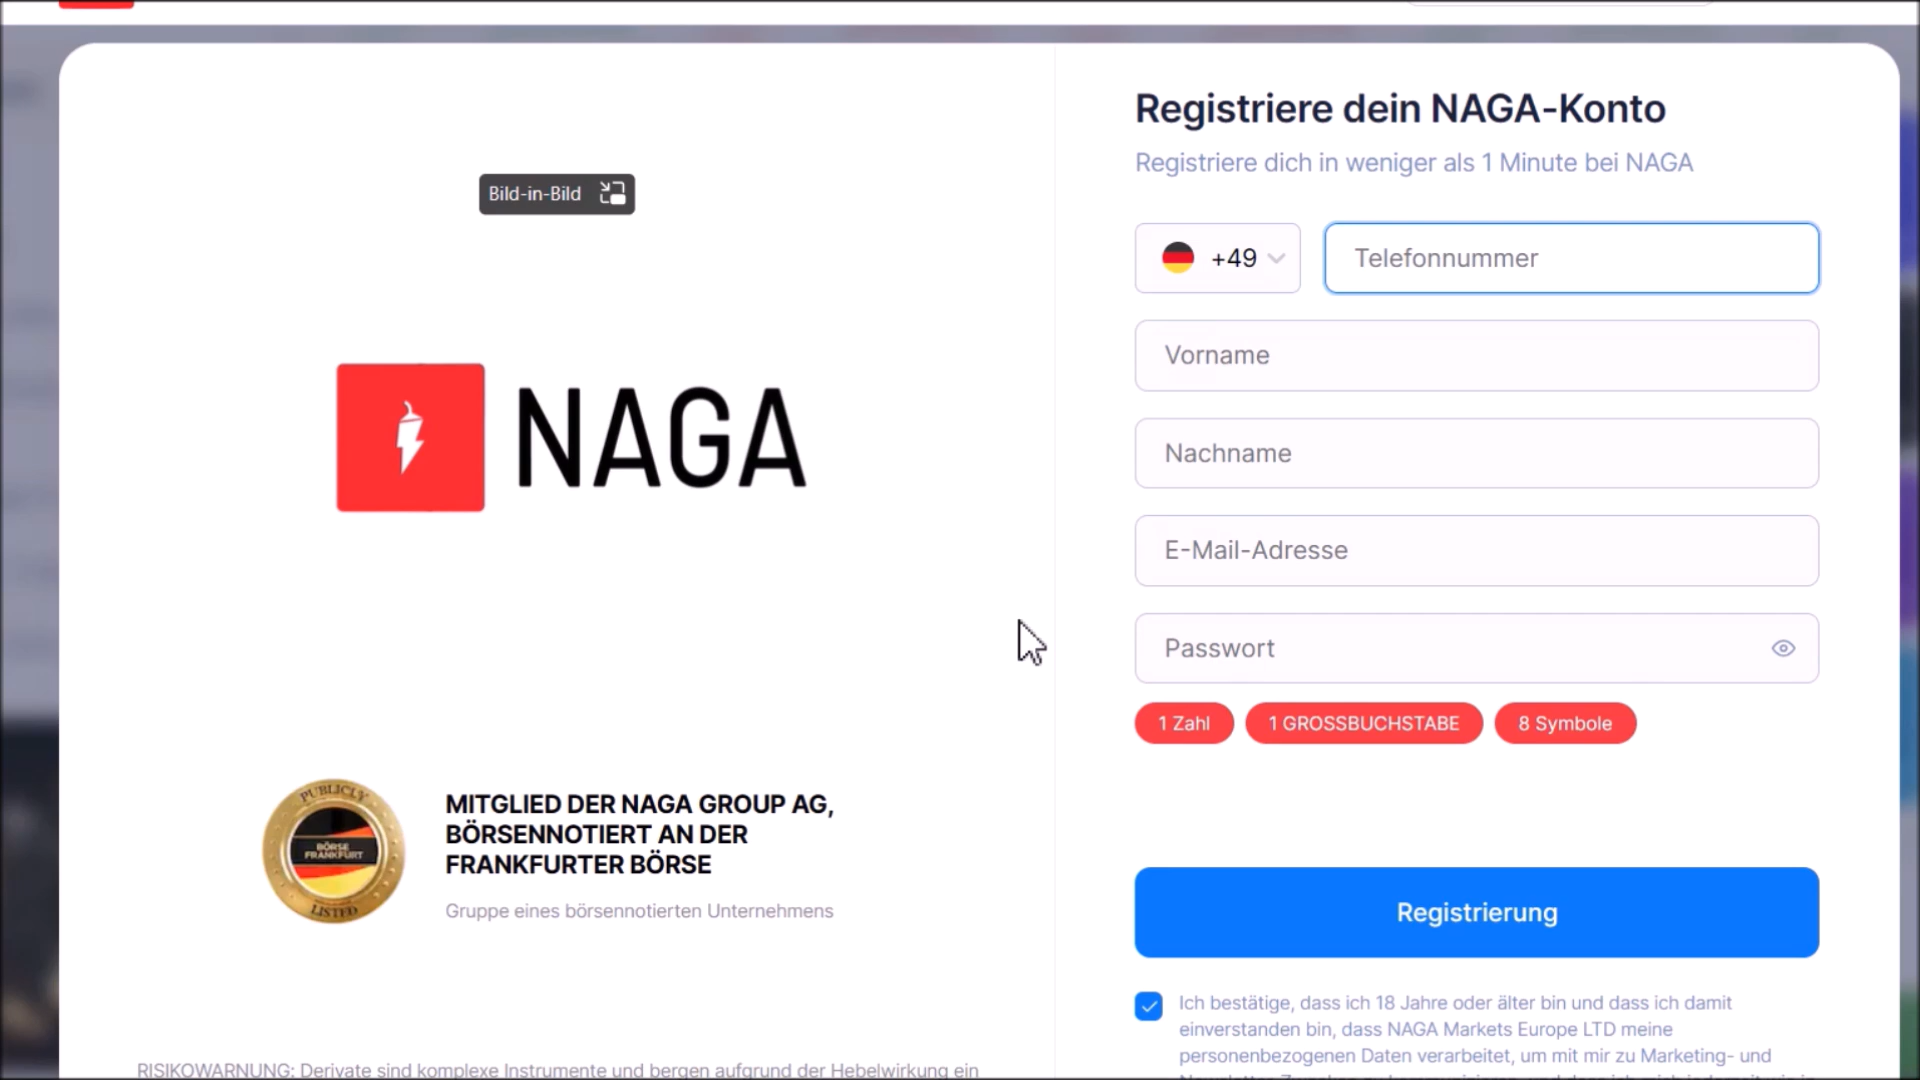 Registriere dein NAGA-Konto
Registriere dich in weniger als 1 Minute bei NAGA
Bild-in-Bild
+49
Telefonnummer
Vorname
Nachname
E-Mail-Adresse
Passwort
1 Zahl
1 GROSSBUCHSTABE
8 Symbole
NAGA
PUBLICLY
BÖRSE
FRANKFURT
LISTED
MITGLIED DER NAGA GROUP AG,
BÖRSENNOTIERT AN DER
FRANKFURTER BÖRSE
Gruppe eines börsennotierten Unternehmens
Registrierung
Ich bestätige, dass ich 18 Jahre oder älter bin und dass ich damit
einverstanden bin, dass NAGA Markets Europe LTD meine
personenbezogenen Daten verarbeitet, um mit mir zu Marketing- und
RISIKOWARNUNG: Derivate sind komplexe Instrumente und bergen aufgrund der Hebelwirkung ein